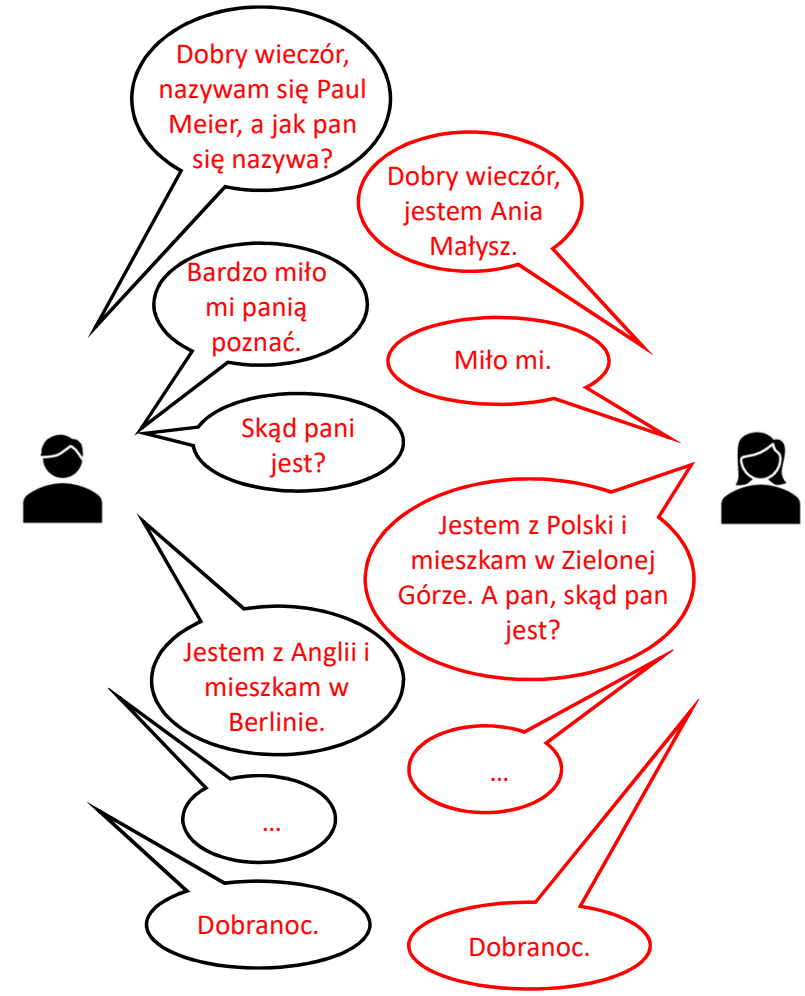 Dobry wieczór,
nazywam się Paul
Meier, a jak pan
się nazywa?
Dobry wieczór,
jestem Ania
Małysz.
Bardzo miło
mi panią
poznać.
Miło mi.
Skąd pani
jest?
Jestem z Polski i
mieszkam w Zielonej
Górze. A pan, skąd pan
jest?
Jestem z Anglii i
mieszkam w
Berlinie.
...
...
Dobranoc.
Dobranoc.